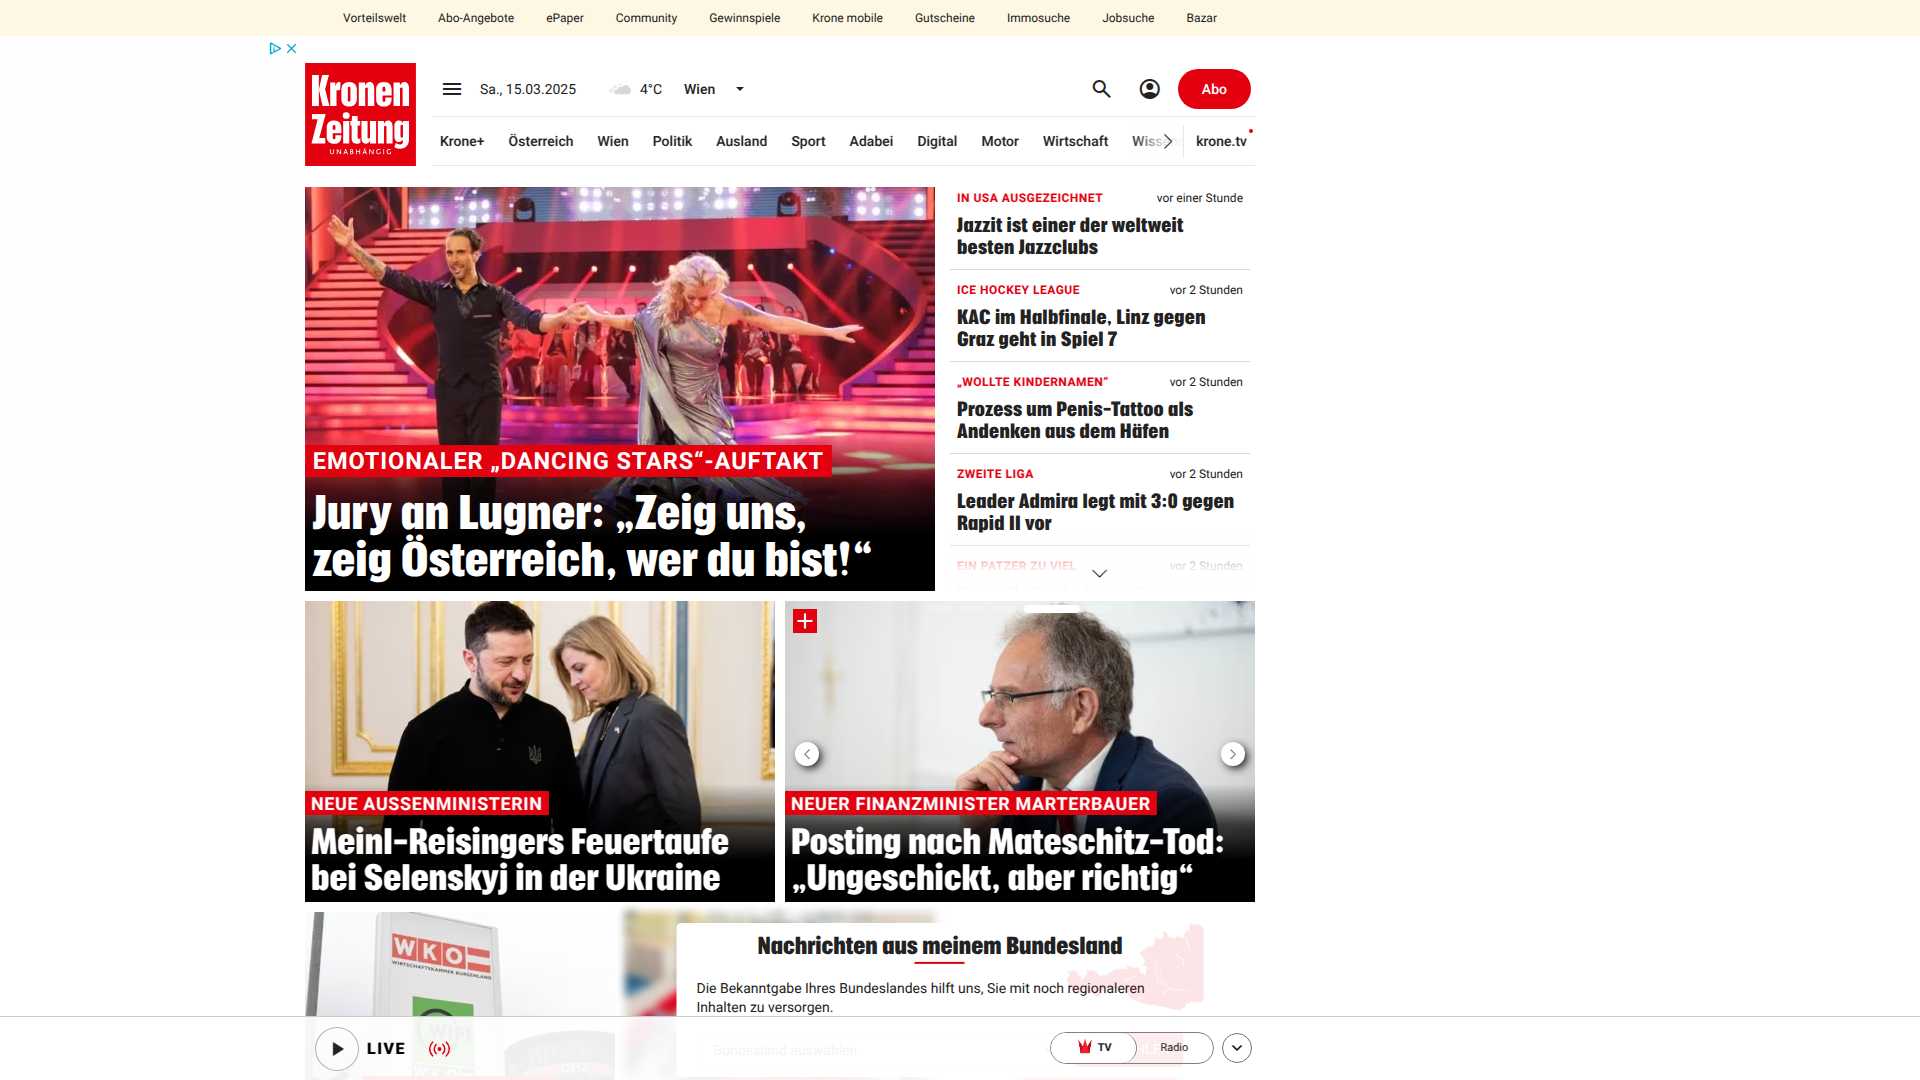 Vorteilswelt Abo-Angebote ePaper Community Gewinnspiele Krone mobile Gutscheine Immosuche Jobsuche Bazar
Kronen
Zeitung
UNABHÄNGIG
Sa., 15.03.2025 4°C Wien
Abo
Krone+ Österreich Wien Politik Ausland Sport Adabei Digital Motor Wirtschaft Wiss krone.tv
EMOTIONALER „DANCING STARS“-AUFTAKT
Jury an Lugner: „Zeig uns,
zeig Österreich, wer du bist!“
IN USA AUSGEZEICHNET vor einer Stunde
Jazzit ist einer der weltweit
besten Jazzclubs
ICE HOCKEY LEAGUE vor 2 Stunden
KAC im Halbfinale, Linz gegen
Graz geht in Spiel 7
„WOLLTE KINDERNAMEN“ vor 2 Stunden
Prozess um Penis-Tattoo als
Andenken aus dem Häfen
ZWEITE LIGA vor 2 Stunden
Leader Admira legt mit 3:0 gegen
Rapid II vor
EIN PATZER ZU VIEL vor 2 Stunden
NEUE AUSSENMINISTERIN
Meinl-Reisingers Feuertaufe
bei Selenskyj in der Ukraine
NEUER FINANZMINISTER MARTERBAUER
Posting nach Mateschitz-Tod:
„Ungeschickt, aber richtig“
WKO
WIRTSCHAFTSKAMMER BURGENLAND
WIFI
Nachrichten aus meinem Bundesland
Die Bekanntgabe Ihres Bundeslandes hilft uns, Sie mit noch regionaleren
Inhalten zu versorgen.
Bundesland auswählen
LIVE
TV Radio